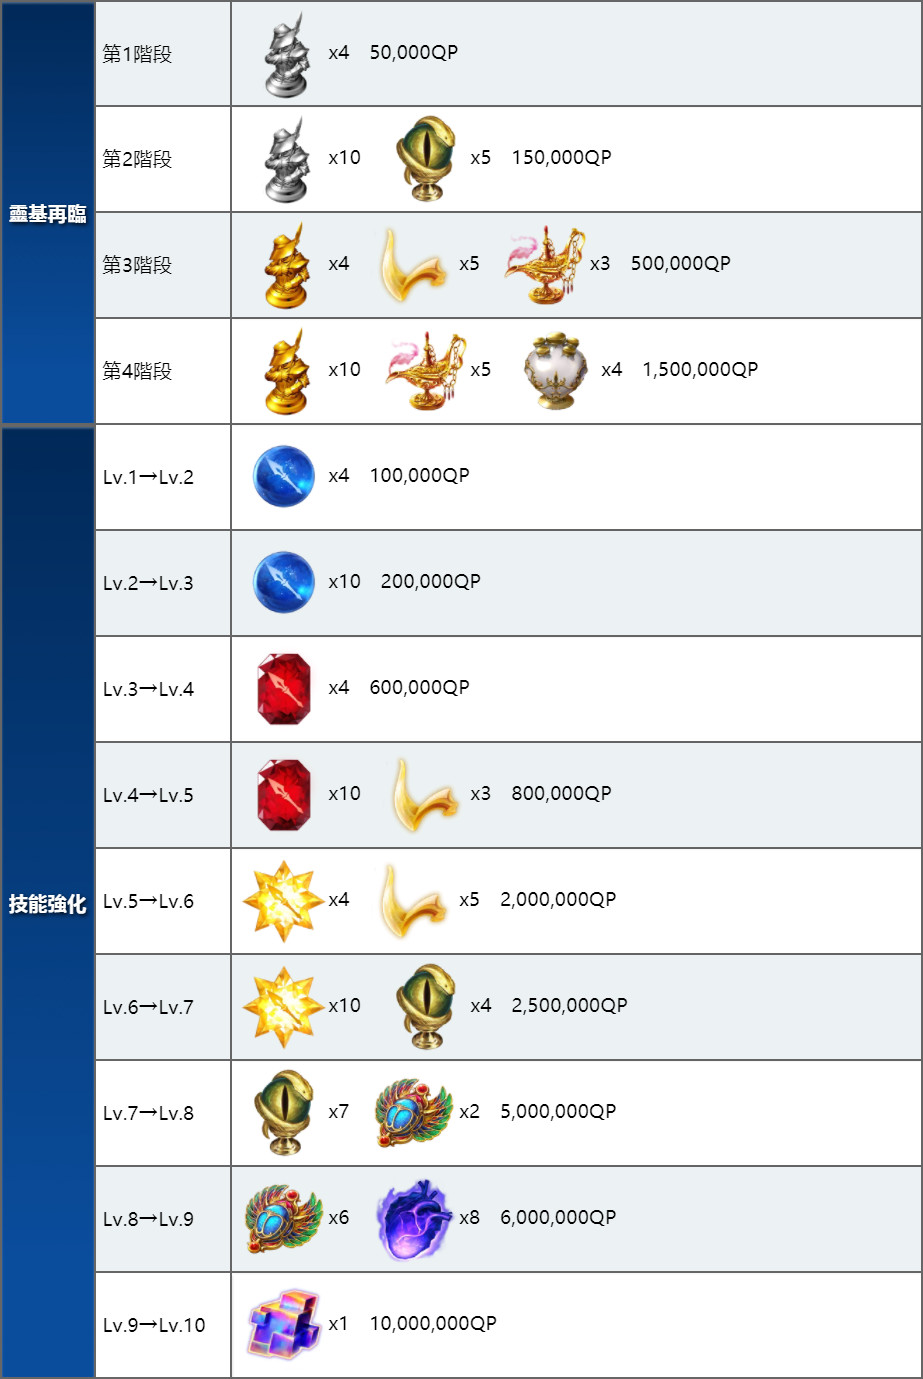 靈基再臨
第1階段 x4 50,000QP
第2階段 x10 x5 150,000QP
第3階段 x4 x5 x3 500,000QP
第4階段 x10 x5 x4 1,500,000QP
技能強化
Lv.1→Lv.2 x4 100,000QP
Lv.2→Lv.3 x10 200,000QP
Lv.3→Lv.4 x4 600,000QP
Lv.4→Lv.5 x10 x3 800,000QP
Lv.5→Lv.6 x4 x5 2,000,000QP
Lv.6→Lv.7 x10 x4 2,500,000QP
Lv.7→Lv.8 x7 x2 5,000,000QP
Lv.8→Lv.9 x6 x8 6,000,000QP
Lv.9→Lv.10 x1 10,000,000QP